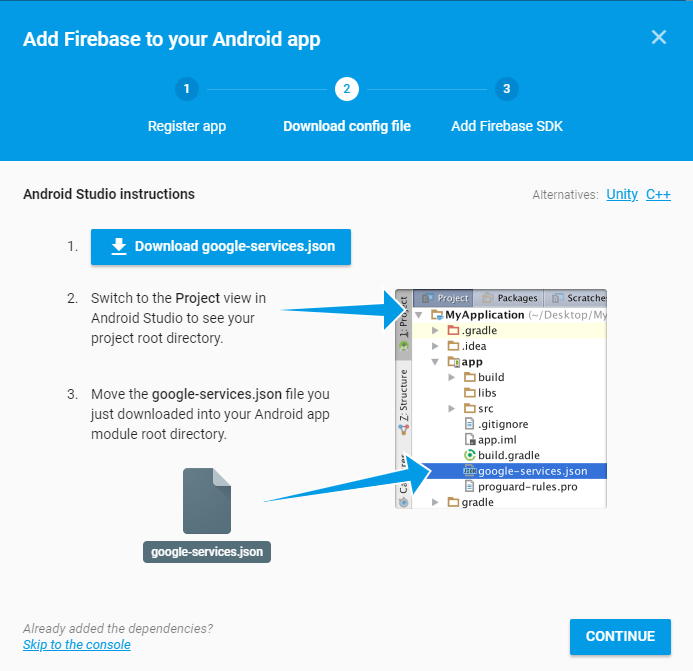 Add Firebase to your Android app
1
2
3
Register app
Download config file
Add Firebase SDK
Android Studio instructions
Alternatives: Unity C++
1. Download google-services.json
2. Switch to the Project view in
Android Studio to see your
project root directory.
3. Move the google-services.json file you
just downloaded into your Android app
module root directory.
google-services.json
Project
Packages
Scratches
1: Project
Z: Structure
MyApplication (~/Desktop/My
.gradle
.idea
app
build
libs
src
.gitignore
app.iml
build.gradle
google-services.json
proguard-rules.pro
gradle
Already added the dependencies?
Skip to the console
CONTINUE